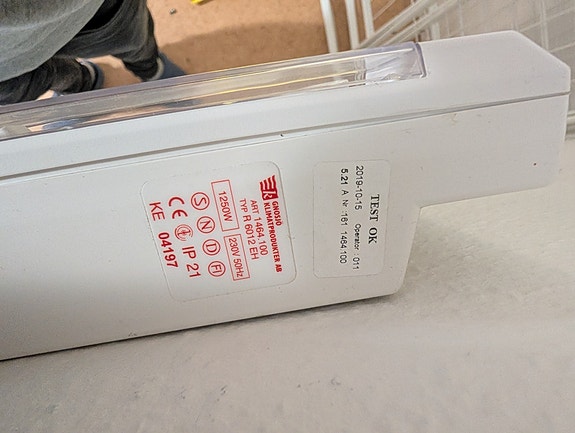 GNOSJÖ
KLIMATPRODUKTER AB
ART 1464.100
TYP R 6012 EH
1250W
230V 50Hz
S N D FI
CE IP 21
KE 04197
TEST OK
2019-10-15 Operator : 011
5.21 A Nr :161 1464.100